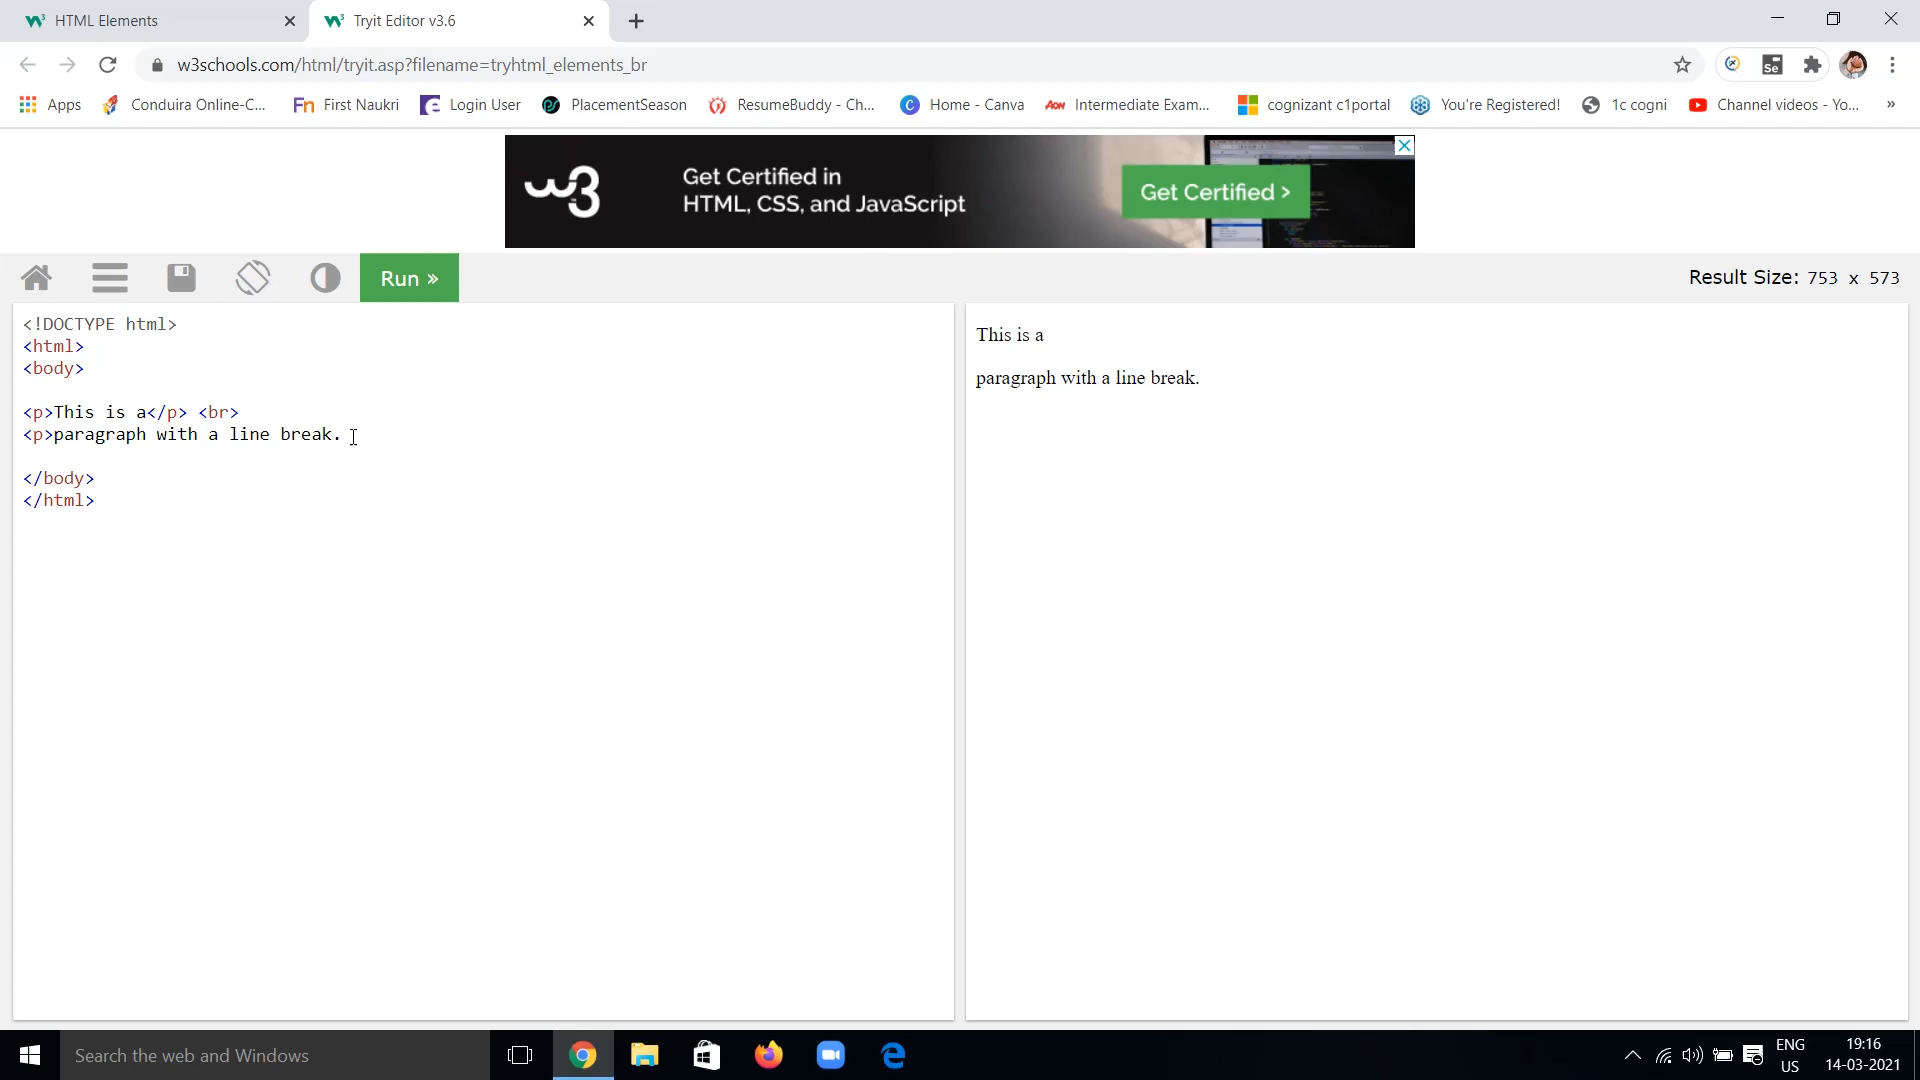 HTML Elements
Tryit Editor v3.6
w3schools.com/html/tryit.asp?filename=tryhtml_elements_br
Se
Apps
Conduira Online-C...
Fn First Naukri
Login User
PlacementSeason
ResumeBuddy - Ch...
C Home - Canva
Aon Intermediate Exam...
cognizant c1portal
You're Registered!
1c cogni
Channel videos - Yo...
»
w3
Get Certified in
HTML, CSS, and JavaScript
Get Certified >
Run »
Result Size: 753 x 573
<!DOCTYPE html>
<html>
<body>
<p>This is a</p> <br>
<p>paragraph with a line break.
</body>
</html>
This is a
paragraph with a line break.
Search the web and Windows
ENG
US
19:16
14-03-2021